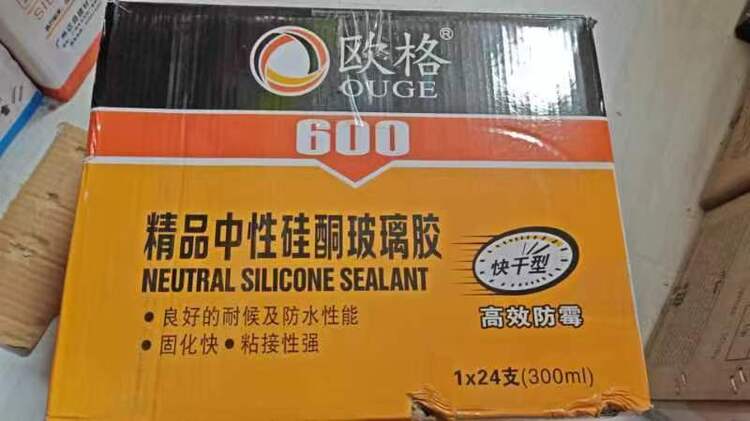 欧格®
OUGE
600
精品中性硅酮玻璃胶
NEUTRAL SILICONE SEALANT
快干型
• 良好的耐候及防水性能
• 固化快 • 粘接性强
高效防霉
1x24支(300ml)